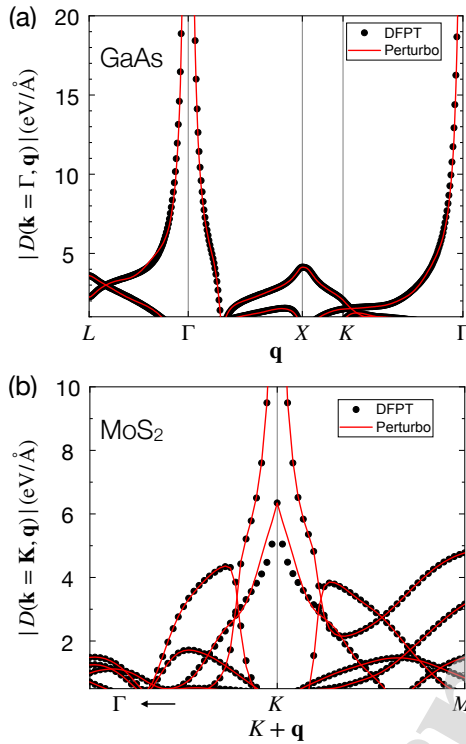 (a)
20
15
10
5
|D(k = Γ, q)| (eV/Å)
GaAs
DFPT
Perturbo
L Γ X K Γ
q
(b)
10
8
6
4
2
|D(k = K, q)| (eV/Å)
MoS₂
DFPT
Perturbo
Γ ← K M
K + q